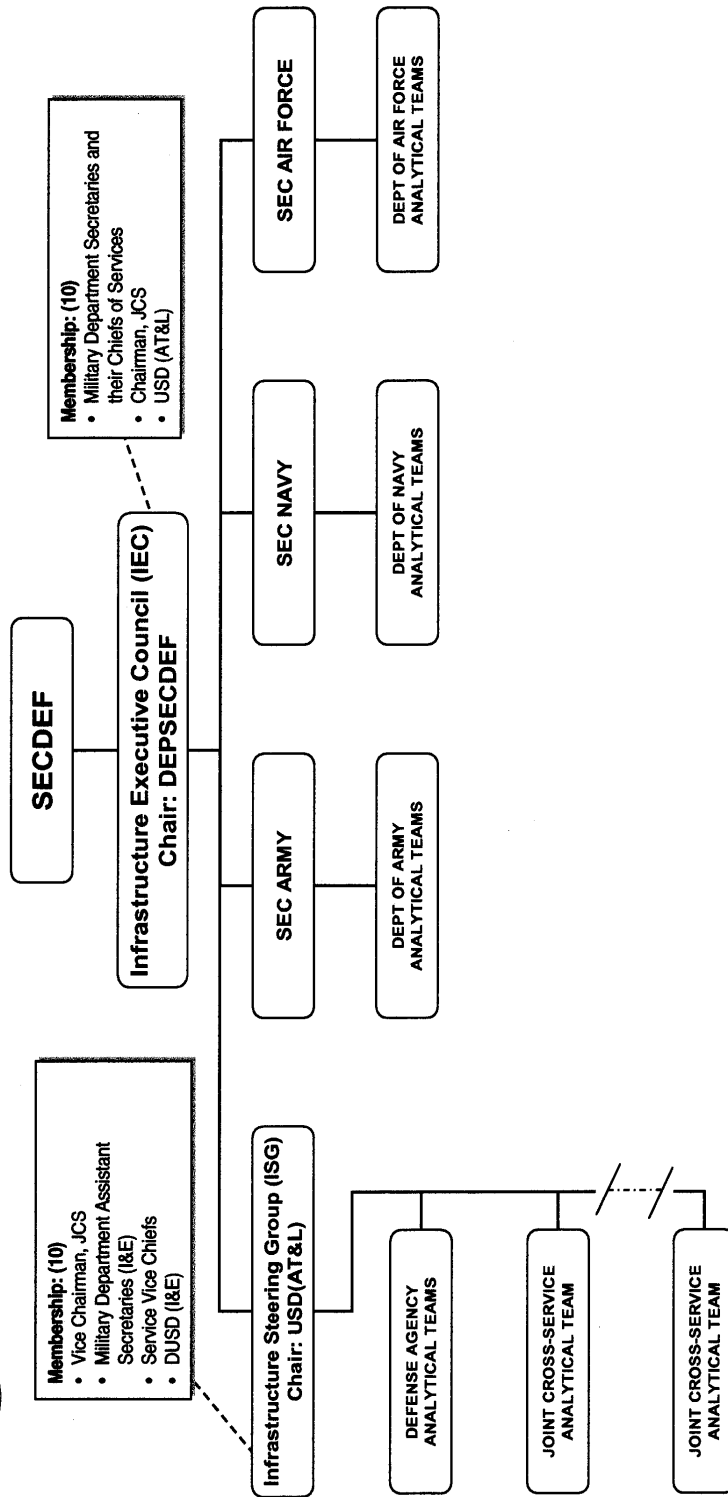 SECDEF
Infrastructure Executive Council (IEC)
Chair: DEPSECDEF
Membership: (10)
• Military Department Secretaries and
their Chiefs of Services
• Chairman, JCS
• USD (AT&L)
Membership: (10)
• Vice Chairman, JCS
• Military Department Assistant
Secretaries (I&E)
• Service Vice Chiefs
• DUSD (I&E)
Infrastructure Steering Group (ISG)
Chair: USD(AT&L)
SEC ARMY
SEC NAVY
SEC AIR FORCE
DEFENSE AGENCY
ANALYTICAL TEAMS
DEPT OF ARMY
ANALYTICAL TEAMS
DEPT OF NAVY
ANALYTICAL TEAMS
DEPT OF AIR FORCE
ANALYTICAL TEAMS
JOINT CROSS-SERVICE
ANALYTICAL TEAM
JOINT CROSS-SERVICE
ANALYTICAL TEAM